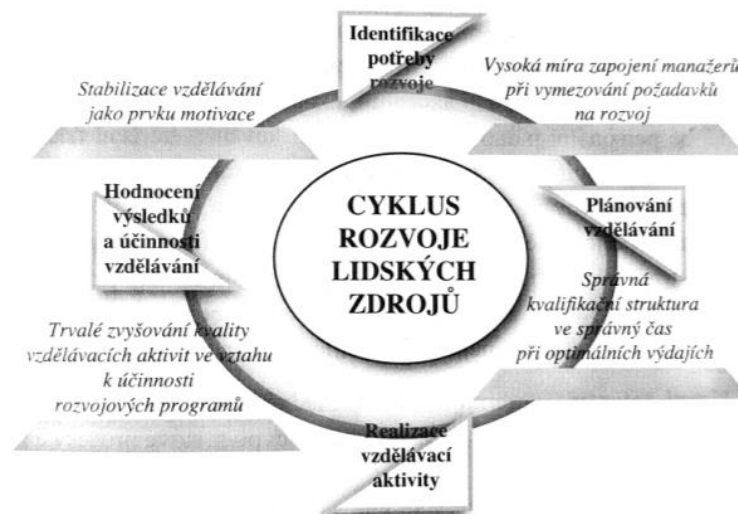 Identifikace
potřeby
rozvoje
Stabilizace vzdělávání
jako prvku motivace
Vysoká míra zapojení manažerů
při vymezování požadavků
na rozvoj
Hodnocení
výsledků
a účinnosti
vzdělávání
CYKLUS
ROZVOJE
LIDSKÝCH
ZDROJŮ
Plánování
vzdělávání
Správná
kvalifikační struktura
ve správný čas
při optimálních výdajích
Trvalé zvyšování kvality
vzdělávacích aktivit ve vztahu
k účinnosti
rozvojových programů
Realizace
vzdělávací
aktivity